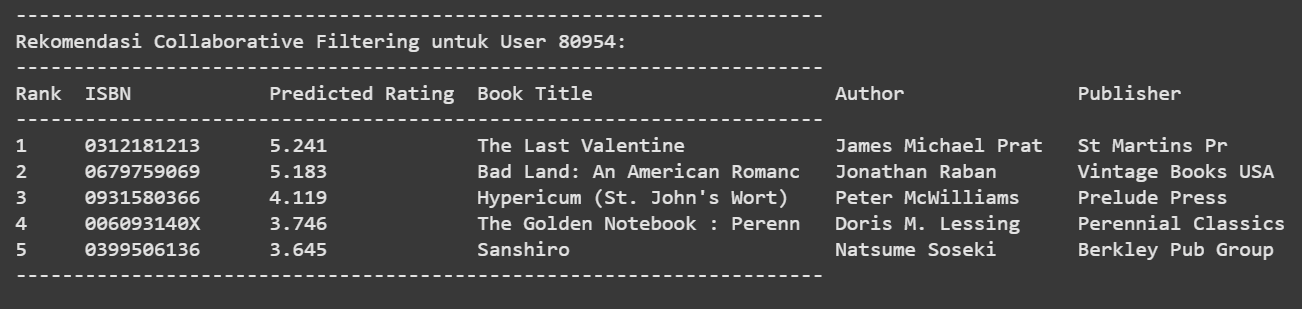 ----------------------------------------------------------------------
Rekomendasi Collaborative Filtering untuk User 80954:
----------------------------------------------------------------------
Rank  ISBN            Predicted Rating  Book Title                     Author               Publisher
----------------------------------------------------------------------
1     0312181213      5.241             The Last Valentine             James Michael Prat   St Martins Pr
2     0679759069      5.183             Bad Land: An American Romanc   Jonathan Raban       Vintage Books USA
3     0931580366      4.119             Hypericum (St. John's Wort)    Peter McWilliams     Prelude Press
4     006093140X      3.746             The Golden Notebook : Perenn   Doris M. Lessing     Perennial Classics
5     0399506136      3.645             Sanshiro                       Natsume Soseki       Berkley Pub Group
----------------------------------------------------------------------